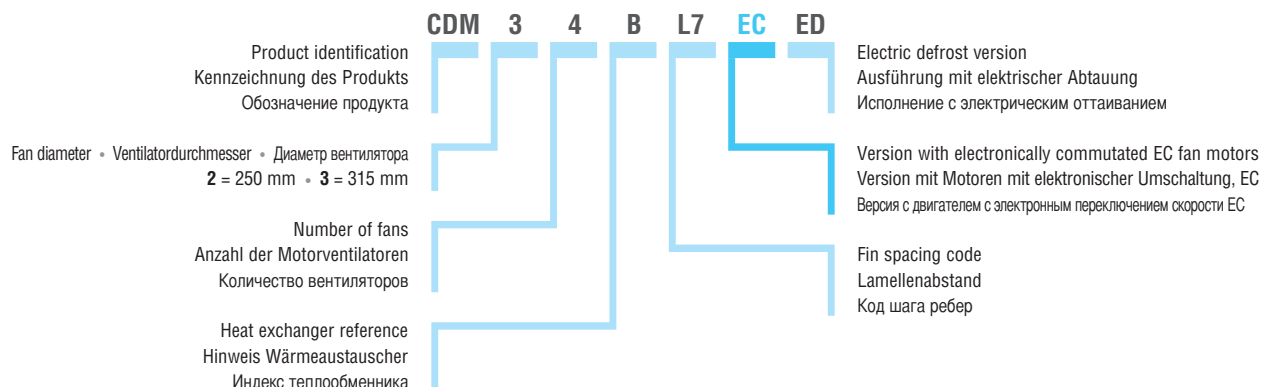 CDM 3 4 B L7 EC ED
Product identification
Kennzeichnung des Produkts
Обозначение продукта
Fan diameter • Ventilatordurchmesser • Диаметр вентилятора
2 = 250 mm • 3 = 315 mm
Number of fans
Anzahl der Motorventilatoren
Количество вентиляторов
Heat exchanger reference
Hinweis Wärmeaustauscher
Индекс теплообменника
Electric defrost version
Ausführung mit elektrischer Abtauung
Исполнение с электрическим оттаиванием
Version with electronically commutated EC fan motors
Version mit Motoren mit elektronischer Umschaltung, EC
Версия с двигателем с электронным переключением скорости EC
Fin spacing code
Lamellenabstand
Код шага ребер